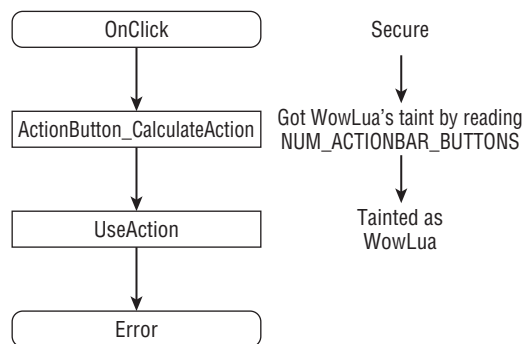 OnClick
Secure
ActionButton_CalculateAction
Got WowLua’s taint by reading
NUM_ACTIONBAR_BUTTONS
UseAction
Tainted as
WowLua
Error